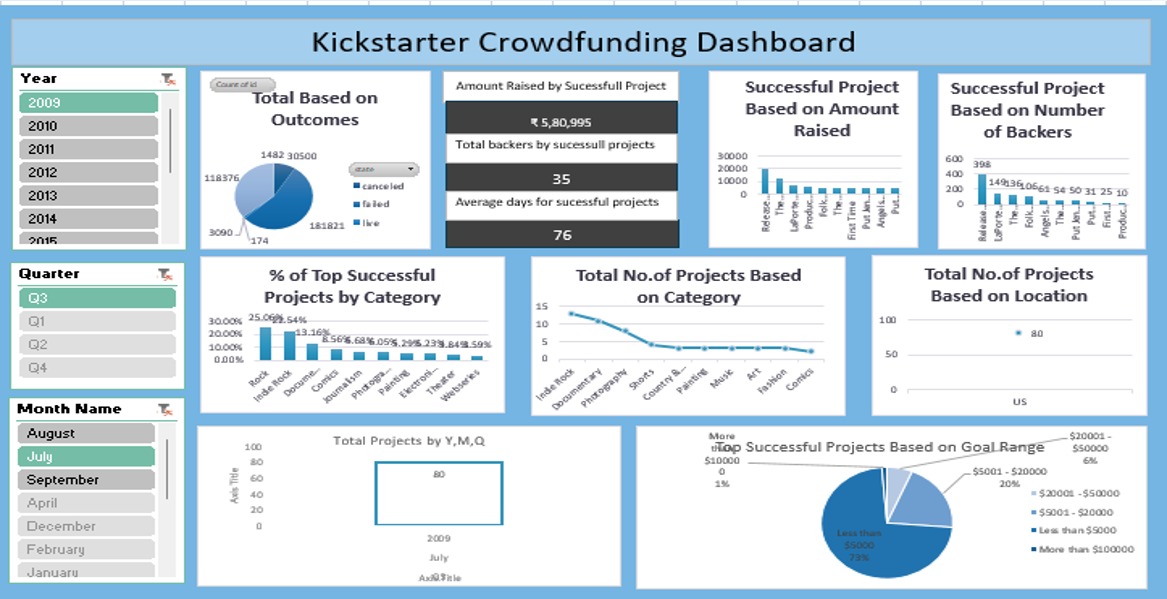 Kickstarter Crowdfunding Dashboard
Year
2009
2010
2011
2012
2013
2014
2015
Quarter
Q3
Q1
Q2
Q4
Month Name
August
July
September
April
December
February
January
Count of id
Total Based on
Outcomes
1482 30500
118376
3090
174
181821
state
canceled
failed
live
Amount Raised by Sucessfull Project
₹ 5,80,995
Total backers by sucessull projects
35
Average days for sucessful projects
76
Successful Project
Based on Amount
Raised
30000
20000
10000
0
Release...
The...
LaPorte...
Produc...
Folk...
The...
First Time
Put Jen...
Angels...
Put...
Successful Project
Based on Number
of Backers
600
400
200
0
398
149
136
106
61
54
50
31
25
10
Release...
LaPorte...
The...
Folk...
Angels...
The...
Put Jen...
Put...
First...
Produc...
% of Top Successful
Projects by Category
30.00%
20.00%
10.00%
0.00%
25.06%
22.54%
13.16%
8.56%
6.68%
6.05%
5.29%
5.23%
3.84%
3.59%
Rock
Indie Rock
Docume...
Comics
Journalism
Photogra...
Painting
Electroni...
Theater
Webseries
Total No.of Projects Based
on Category
15
10
5
0
Indie Rock
Documentary
Photography
Shorts
Country &...
Painting
Music
Art
Fashion
Comics
Total No.of Projects
Based on Location
100
50
0
80
US
Total Projects by Y,M,Q
Axis Title
100
80
60
40
20
0
80
2009
July
Q3
Axis Title
Top Successful Projects Based on Goal Range
More
than
$10000
0
1%
$20001 -
$50000
6%
$5001 - $20000
20%
Less than
$5000
73%
$20001 - $50000
$5001 - $20000
Less than $5000
More than $100000